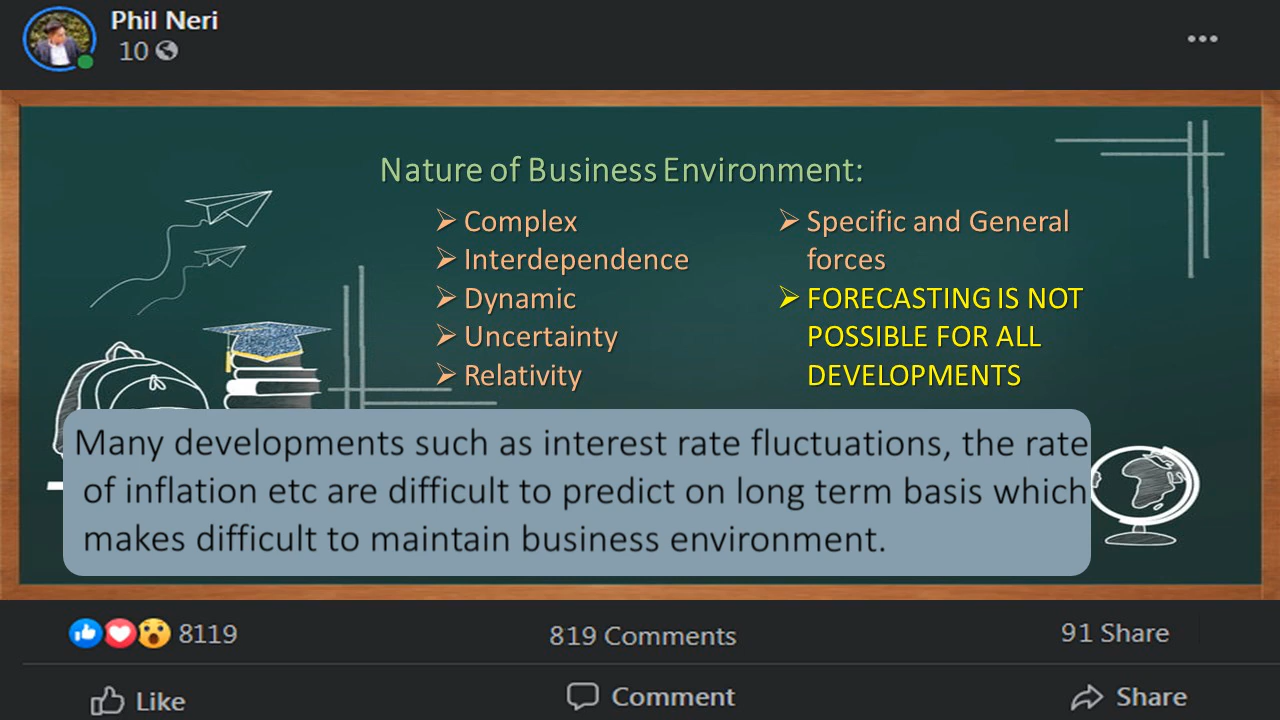 Phil Neri
10
Nature of Business Environment:
Complex
Interdependence
Dynamic
Uncertainty
Relativity
Specific and General
forces
FORECASTING IS NOT
POSSIBLE FOR ALL
DEVELOPMENTS
Many developments such as interest rate fluctuations, the rate
of inflation etc are difficult to predict on long term basis which
makes difficult to maintain business environment.
8119
819 Comments
91 Share
Like
Comment
Share